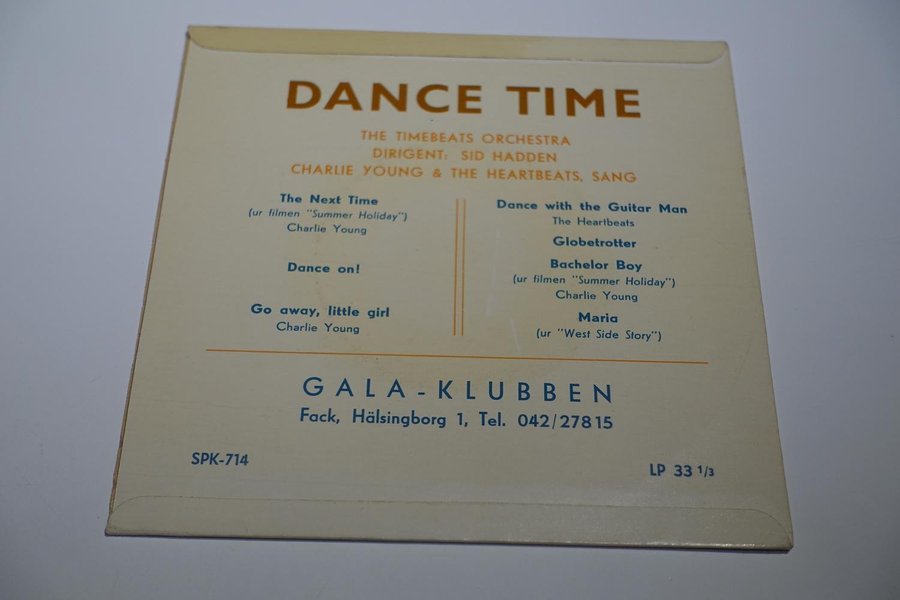 DANCE TIME
THE TIMEBEATS ORCHESTRA
DIRIGENT: SID HADDEN
CHARLIE YOUNG & THE HEARTBEATS, SANG
The Next Time
(ur filmen "Summer Holiday")
Charlie Young
Dance on!
Go away, little girl
Charlie Young
Dance with the Guitar Man
The Heartbeats
Globetrotter
Bachelor Boy
(ur filmen "Summer Holiday")
Charlie Young
Maria
(ur "West Side Story")
GALA-KLUBBEN
Fack, Hälsingborg 1, Tel. 042/27815
SPK-714
LP 33 1/3